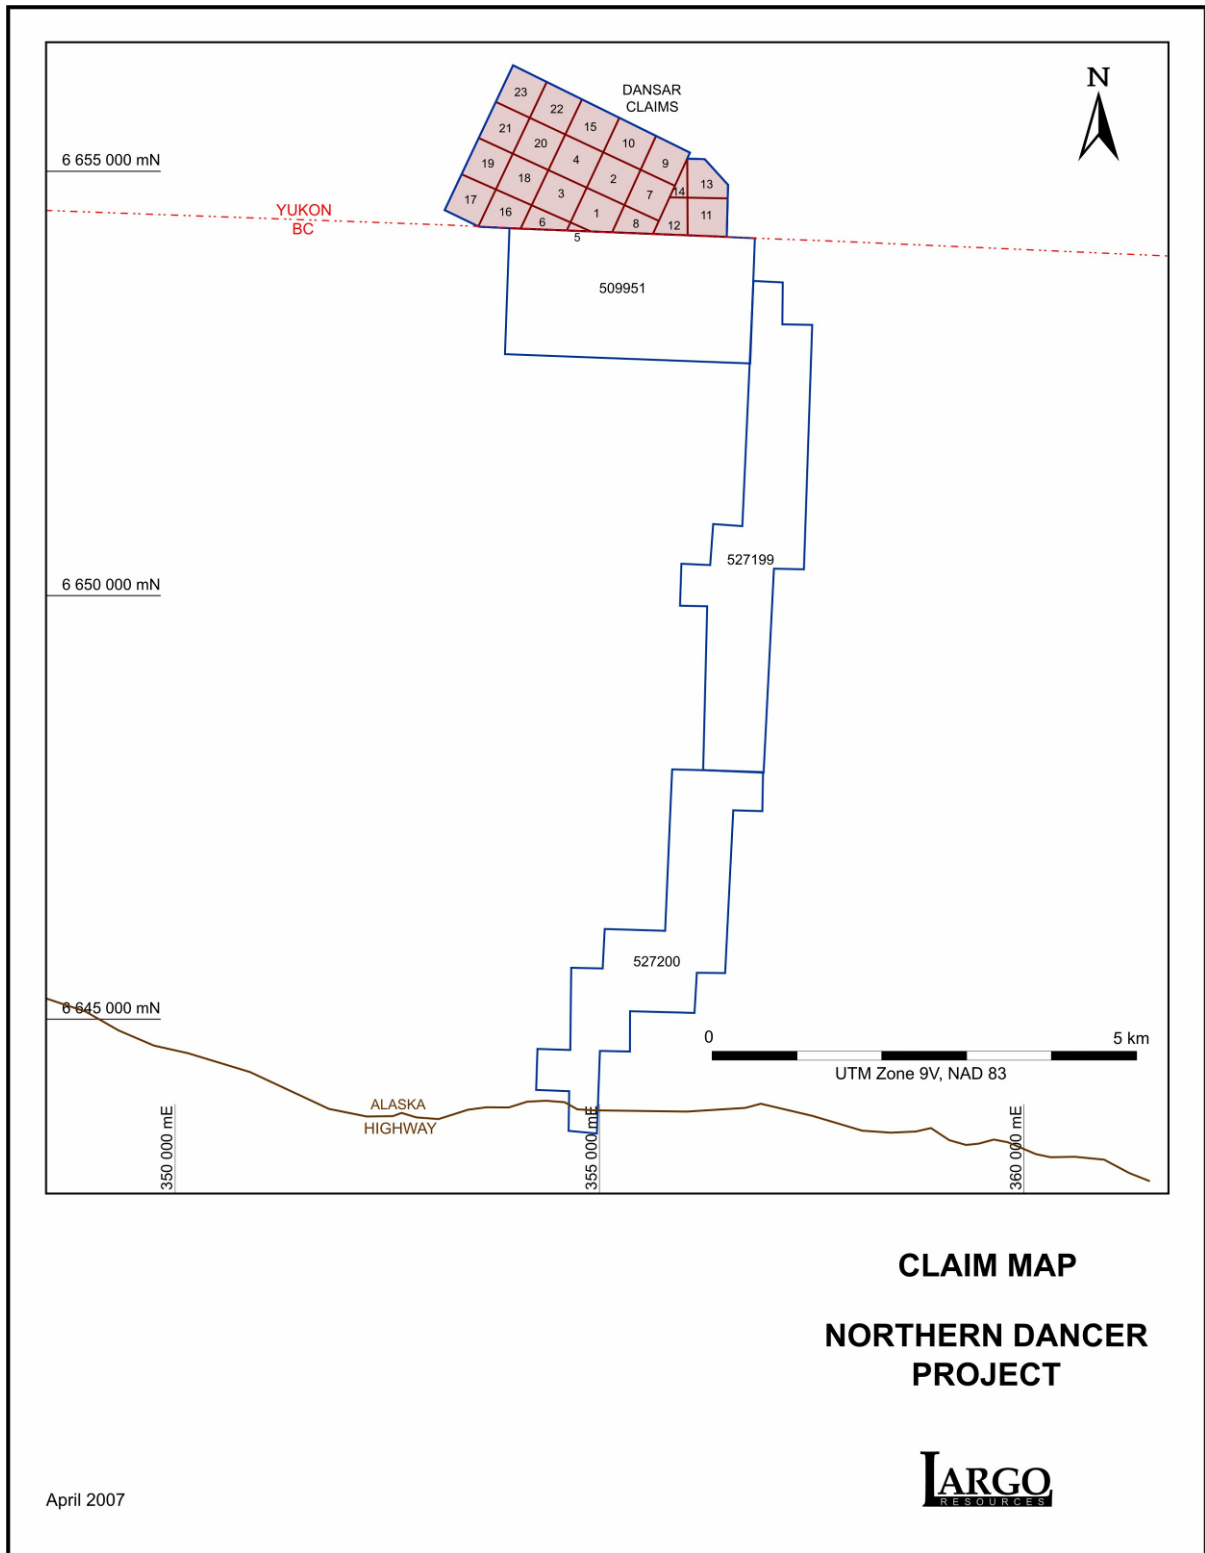 N
DANSAR
CLAIMS
23
22
15
10
9
21
20
4
2
7
14
13
19
18
3
1
8
12
11
17
16
6
5
6 655 000 mN
YUKON
BC
509951
527199
6 650 000 mN
527200
6 645 000 mN
0
5 km
UTM Zone 9V, NAD 83
ALASKA
HIGHWAY
350 000 mE
355 000 mE
360 000 mE
CLAIM MAP
NORTHERN DANCER
PROJECT
LARGO
RESOURCES
April 2007